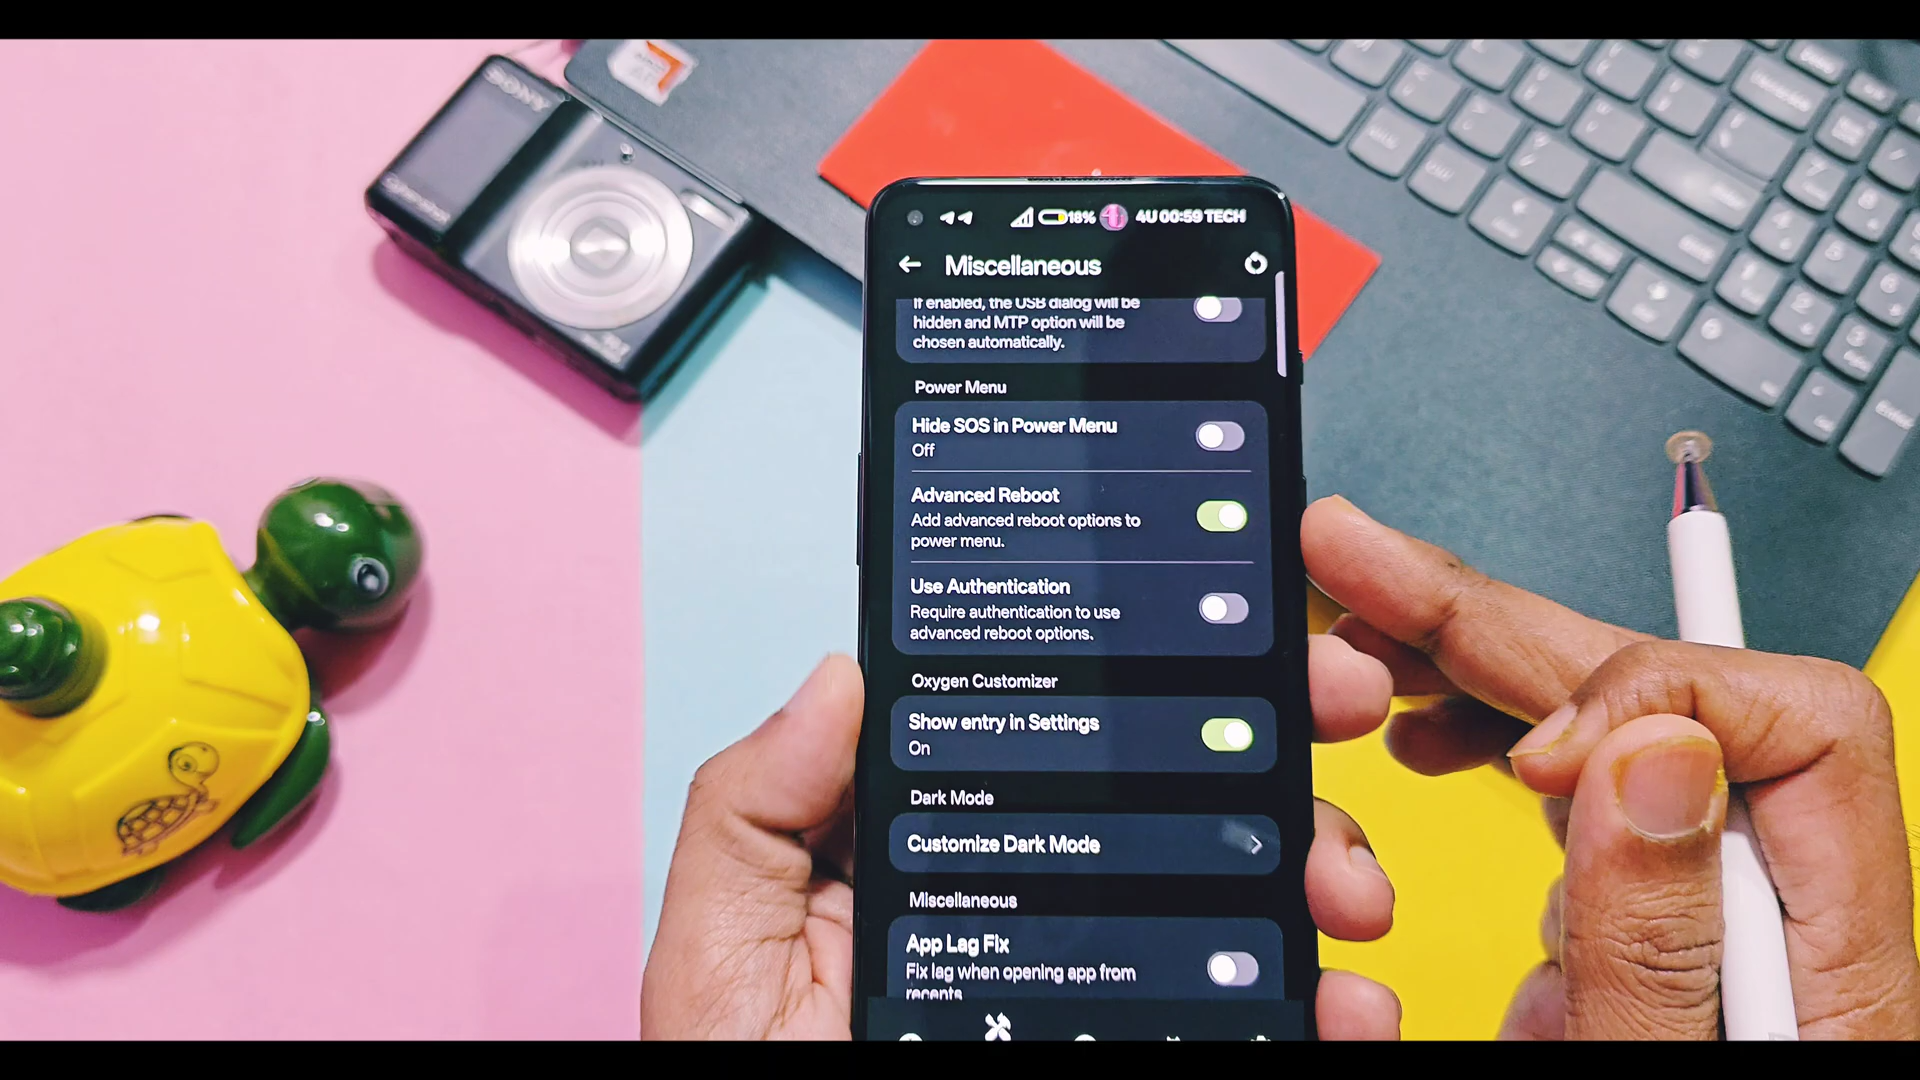 SONY
18%
4U 00:59 TECH
Miscellaneous
If enabled, the USB dialog will be
hidden and MTP option will be
chosen automatically.
Power Menu
Hide SOS in Power Menu
Off
Advanced Reboot
Add advanced reboot options to
power menu.
Use Authentication
Require authentication to use
advanced reboot options.
Oxygen Customizer
Show entry in Settings
On
Dark Mode
Customize Dark Mode
Miscellaneous
App Lag Fix
Fix lag when opening app from
recents